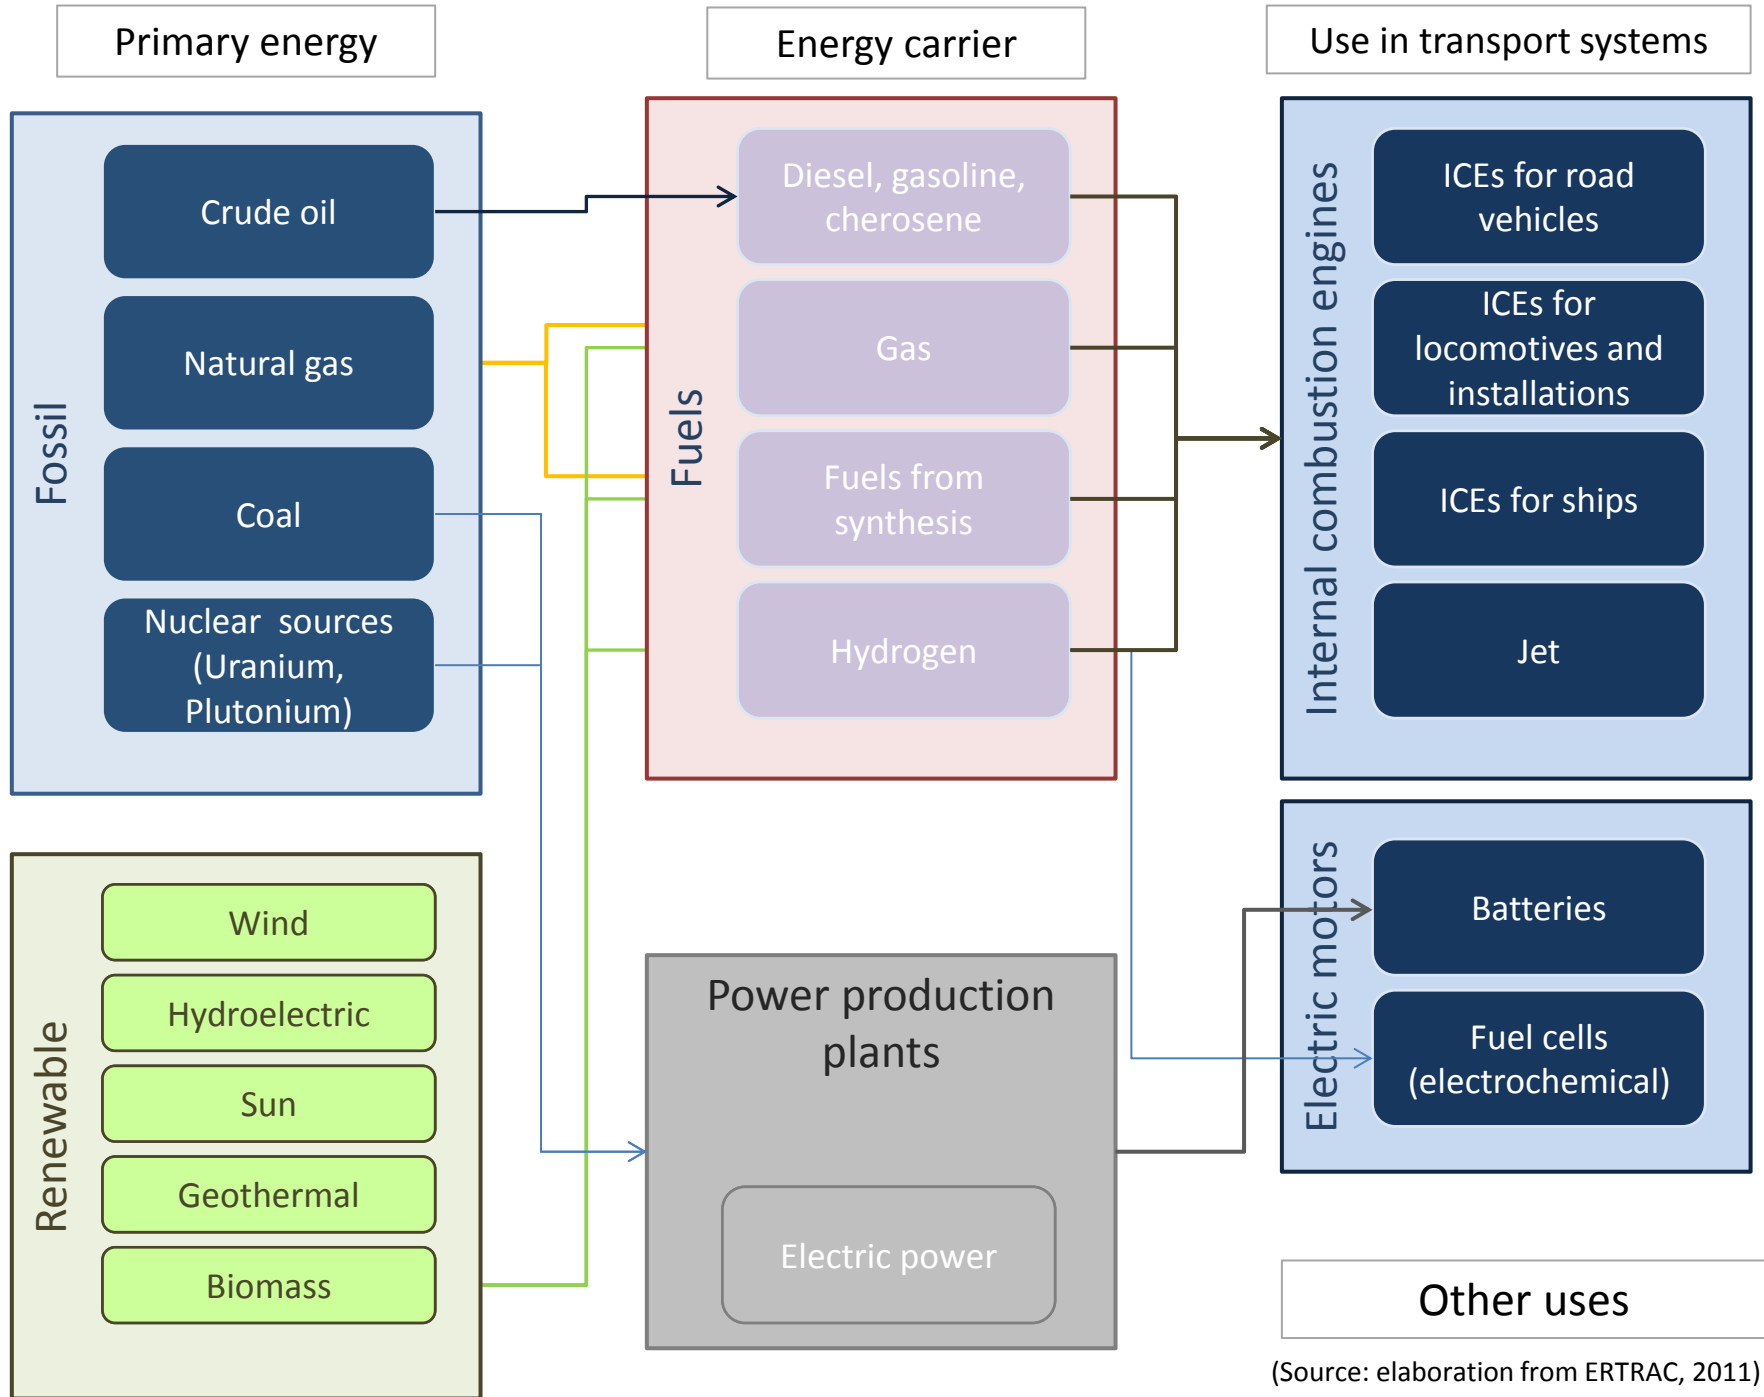 Primary energy
Energy carrier
Use in transport systems
Fossil
Crude oil
Natural gas
Coal
Nuclear sources
(Uranium,
Plutonium)
Renewable
Wind
Hydroelectric
Sun
Geothermal
Biomass
Fuels
Diesel, gasoline,
cherosene
Gas
Fuels from
synthesis
Hydrogen
Power production
plants
Electric power
Internal combustion engines
ICEs for road
vehicles
ICEs for
locomotives and
installations
ICEs for ships
Jet
Electric motors
Batteries
Fuel cells
(electrochemical)
Other uses
(Source: elaboration from ERTRAC, 2011)